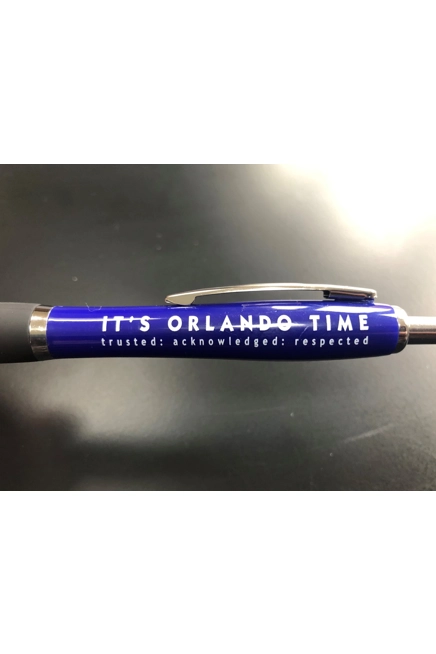 IT'S ORLANDO TIME
trusted: acknowledged: respected